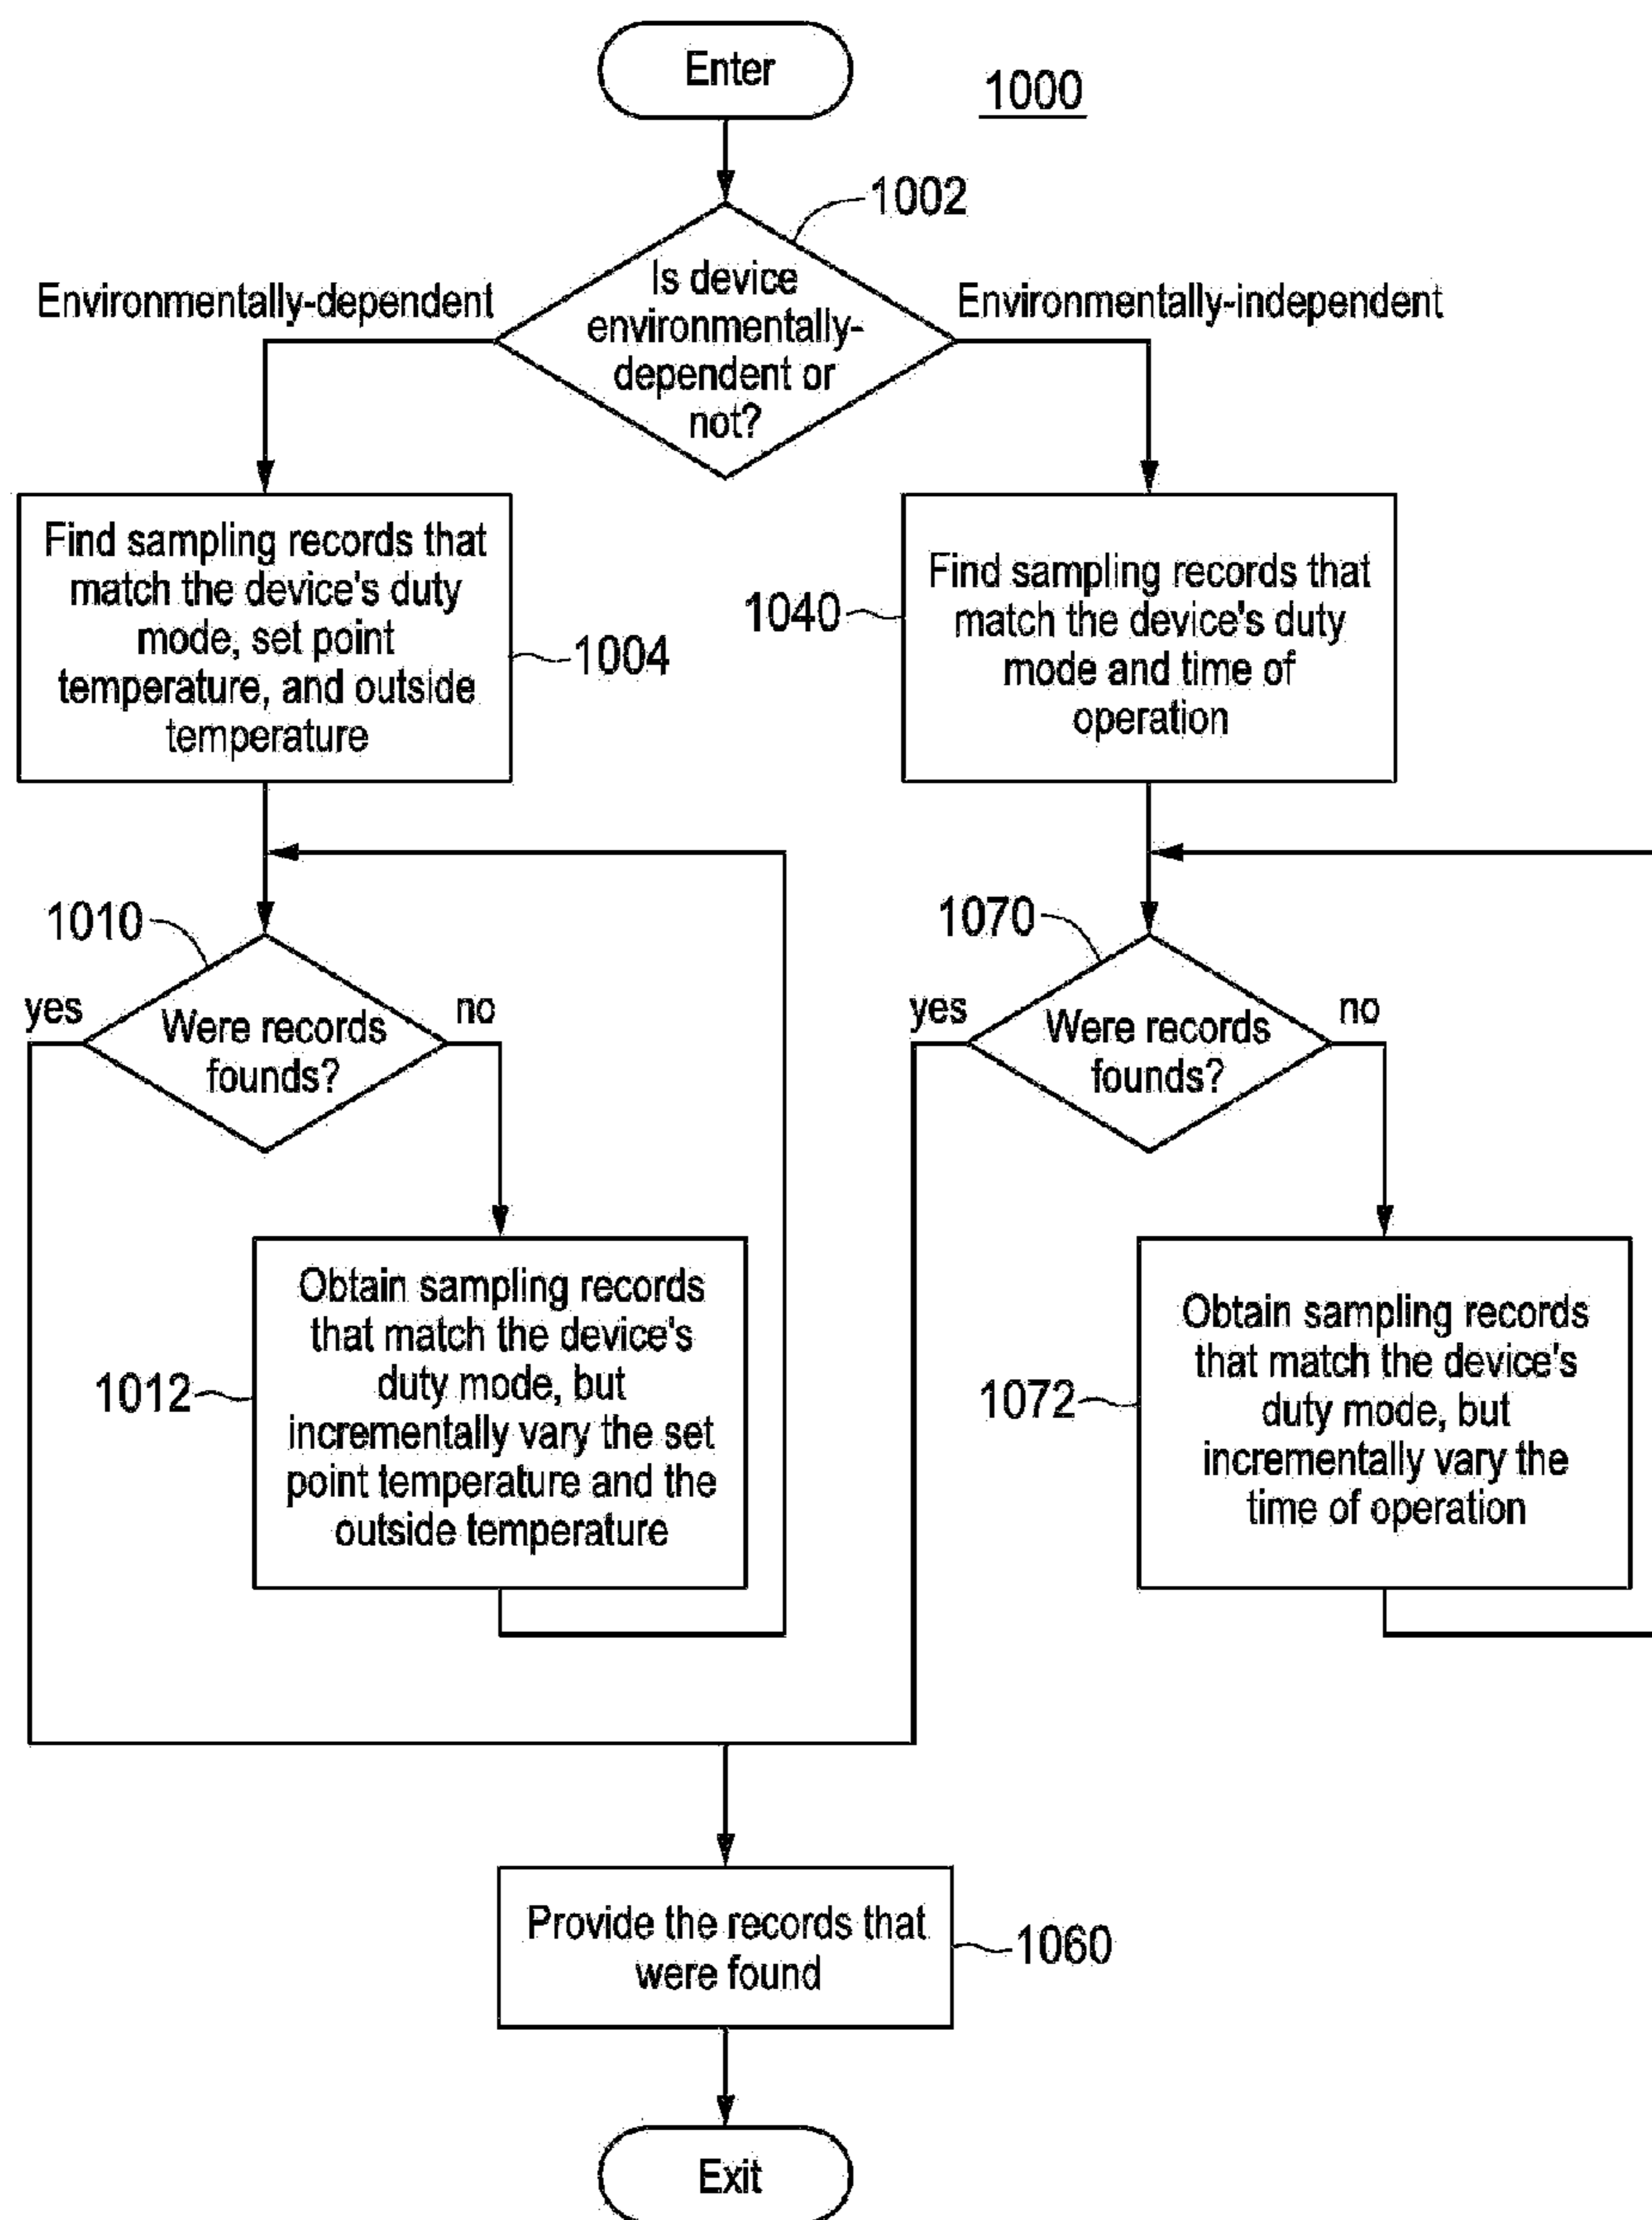 Enter
1000
1002
Is device
environmentally-
dependent or
not?
Environmentally-dependent
Environmentally-independent
Find sampling records that
match the device's duty
mode, set point
temperature, and outside
temperature
1004
1040
Find sampling records that
match the device's duty
mode and time of
operation
1010
yes
Were records
founds?
no
1070
yes
Were records
founds?
no
1012
Obtain sampling records
that match the device's
duty mode, but
incrementally vary the set
point temperature and the
outside temperature
1072
Obtain sampling records
that match the device's
duty mode, but
incrementally vary the
time of operation
Provide the records that
were found
1060
Exit